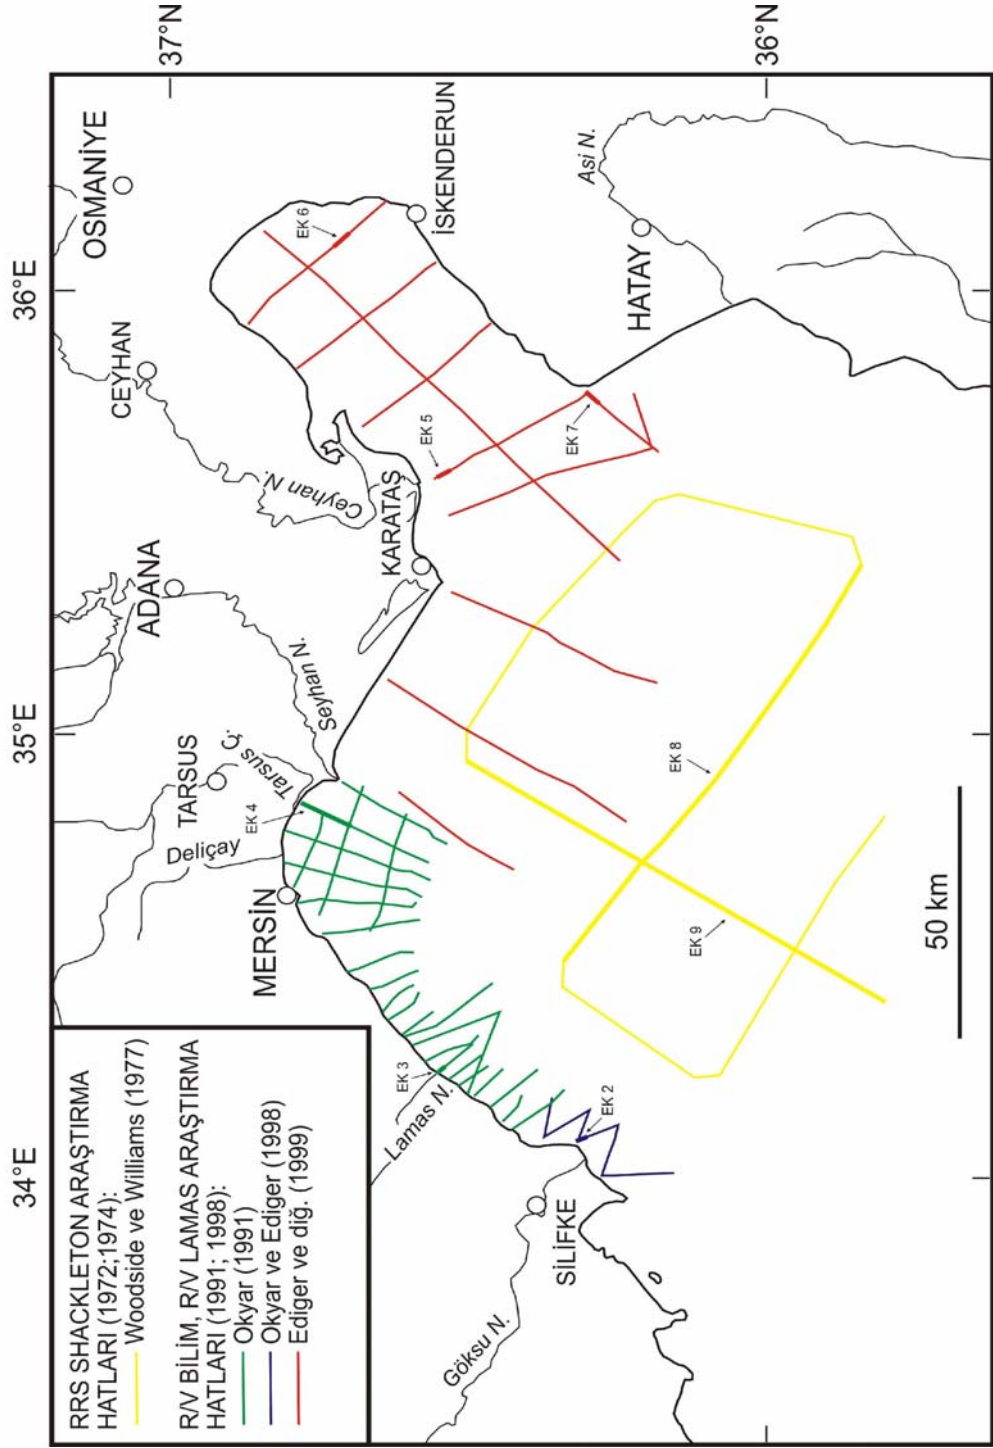 34°E
35°E
36°E
37°N
36°N
RRS SHACKLETON ARAŞTIRMA
HATLARI (1972;1974):
Woodside ve Williams (1977)
R/V BİLİM, R/V LAMAS ARAŞTIRMA
HATLARI (1991; 1998):
Okyar (1991)
Okyar ve Ediger (1998)
Ediger ve diğ. (1999)
OSMANİYE
CEYHAN
ADANA
TARSUS
Tarsus Ç.
Deliçay
MERSİN
Seyhan N.
Ceyhan N.
KARATAŞ
İSKENDERUN
Asi N.
HATAY
Lamas N.
SİLİFKE
Göksu N.
EK 2
EK 3
EK 4
EK 5
EK 6
EK 7
EK 8
EK 9
50 km